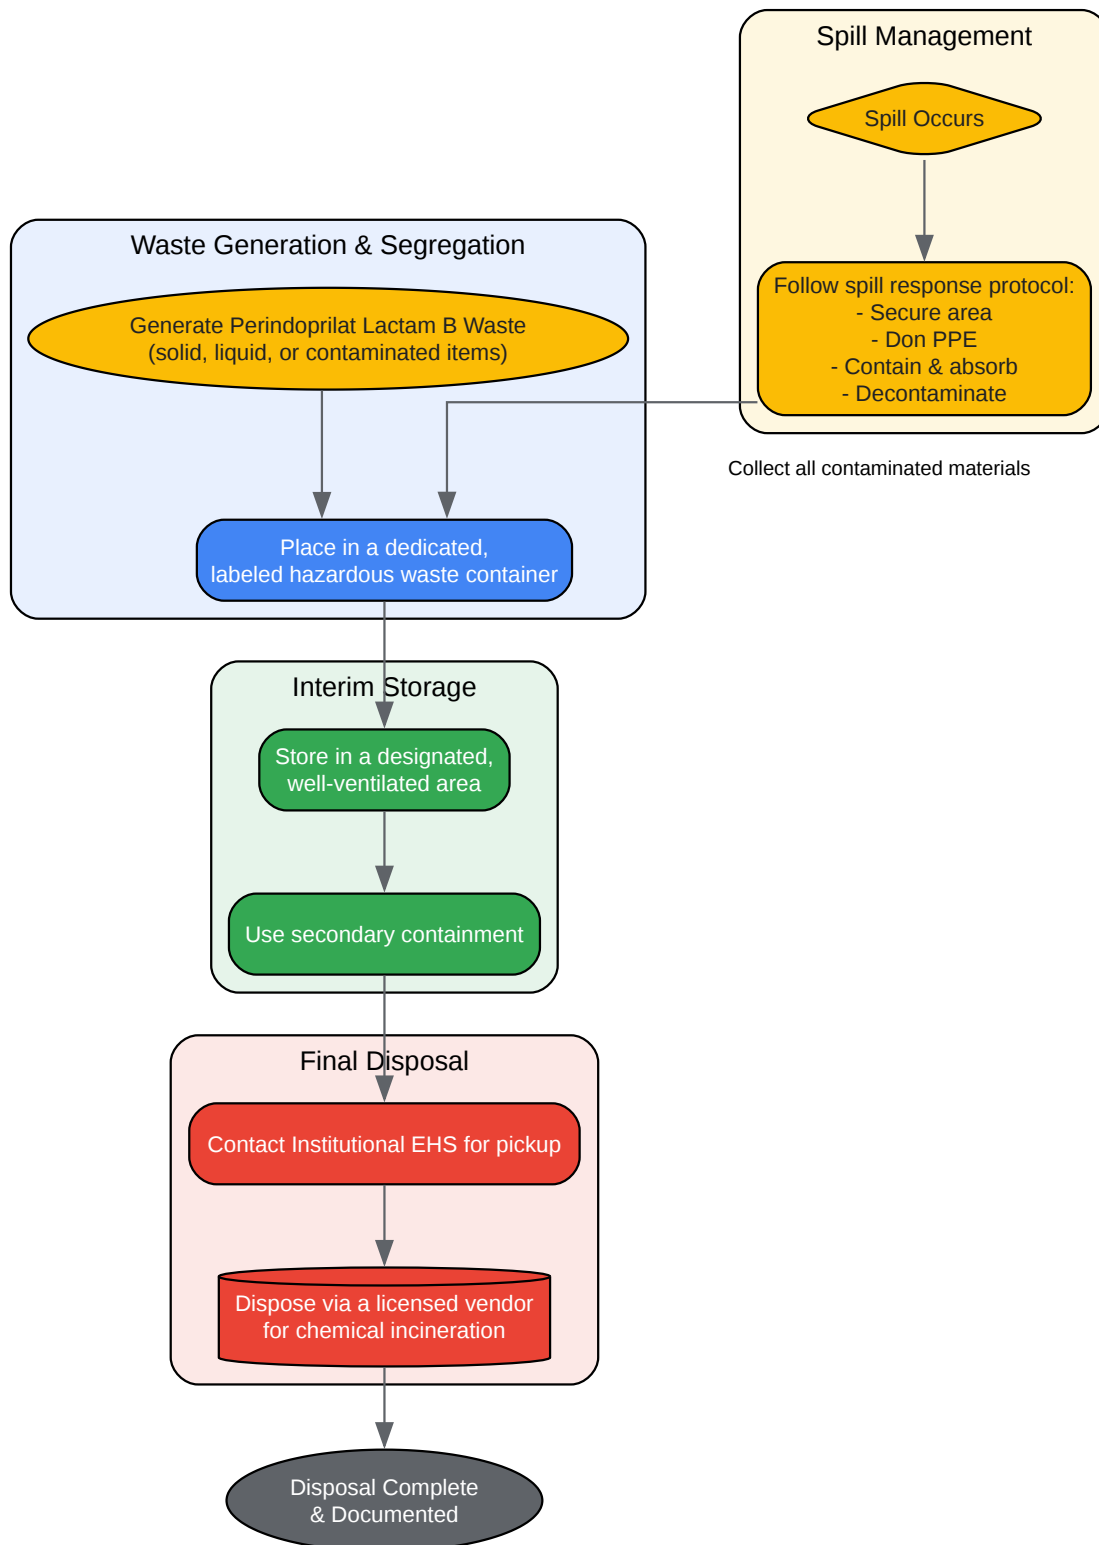 Spill Management
Spill Occurs
Follow spill response protocol:
- Secure area
- Don PPE
- Contain & absorb
- Decontaminate
Collect all contaminated materials
Waste Generation & Segregation
Generate Perindoprilat Lactam B Waste
(solid, liquid, or contaminated items)
Place in a dedicated,
labeled hazardous waste container
Interim Storage
Store in a designated,
well-ventilated area
Use secondary containment
Final Disposal
Contact Institutional EHS for pickup
Dispose via a licensed vendor
for chemical incineration
Disposal Complete
& Documented